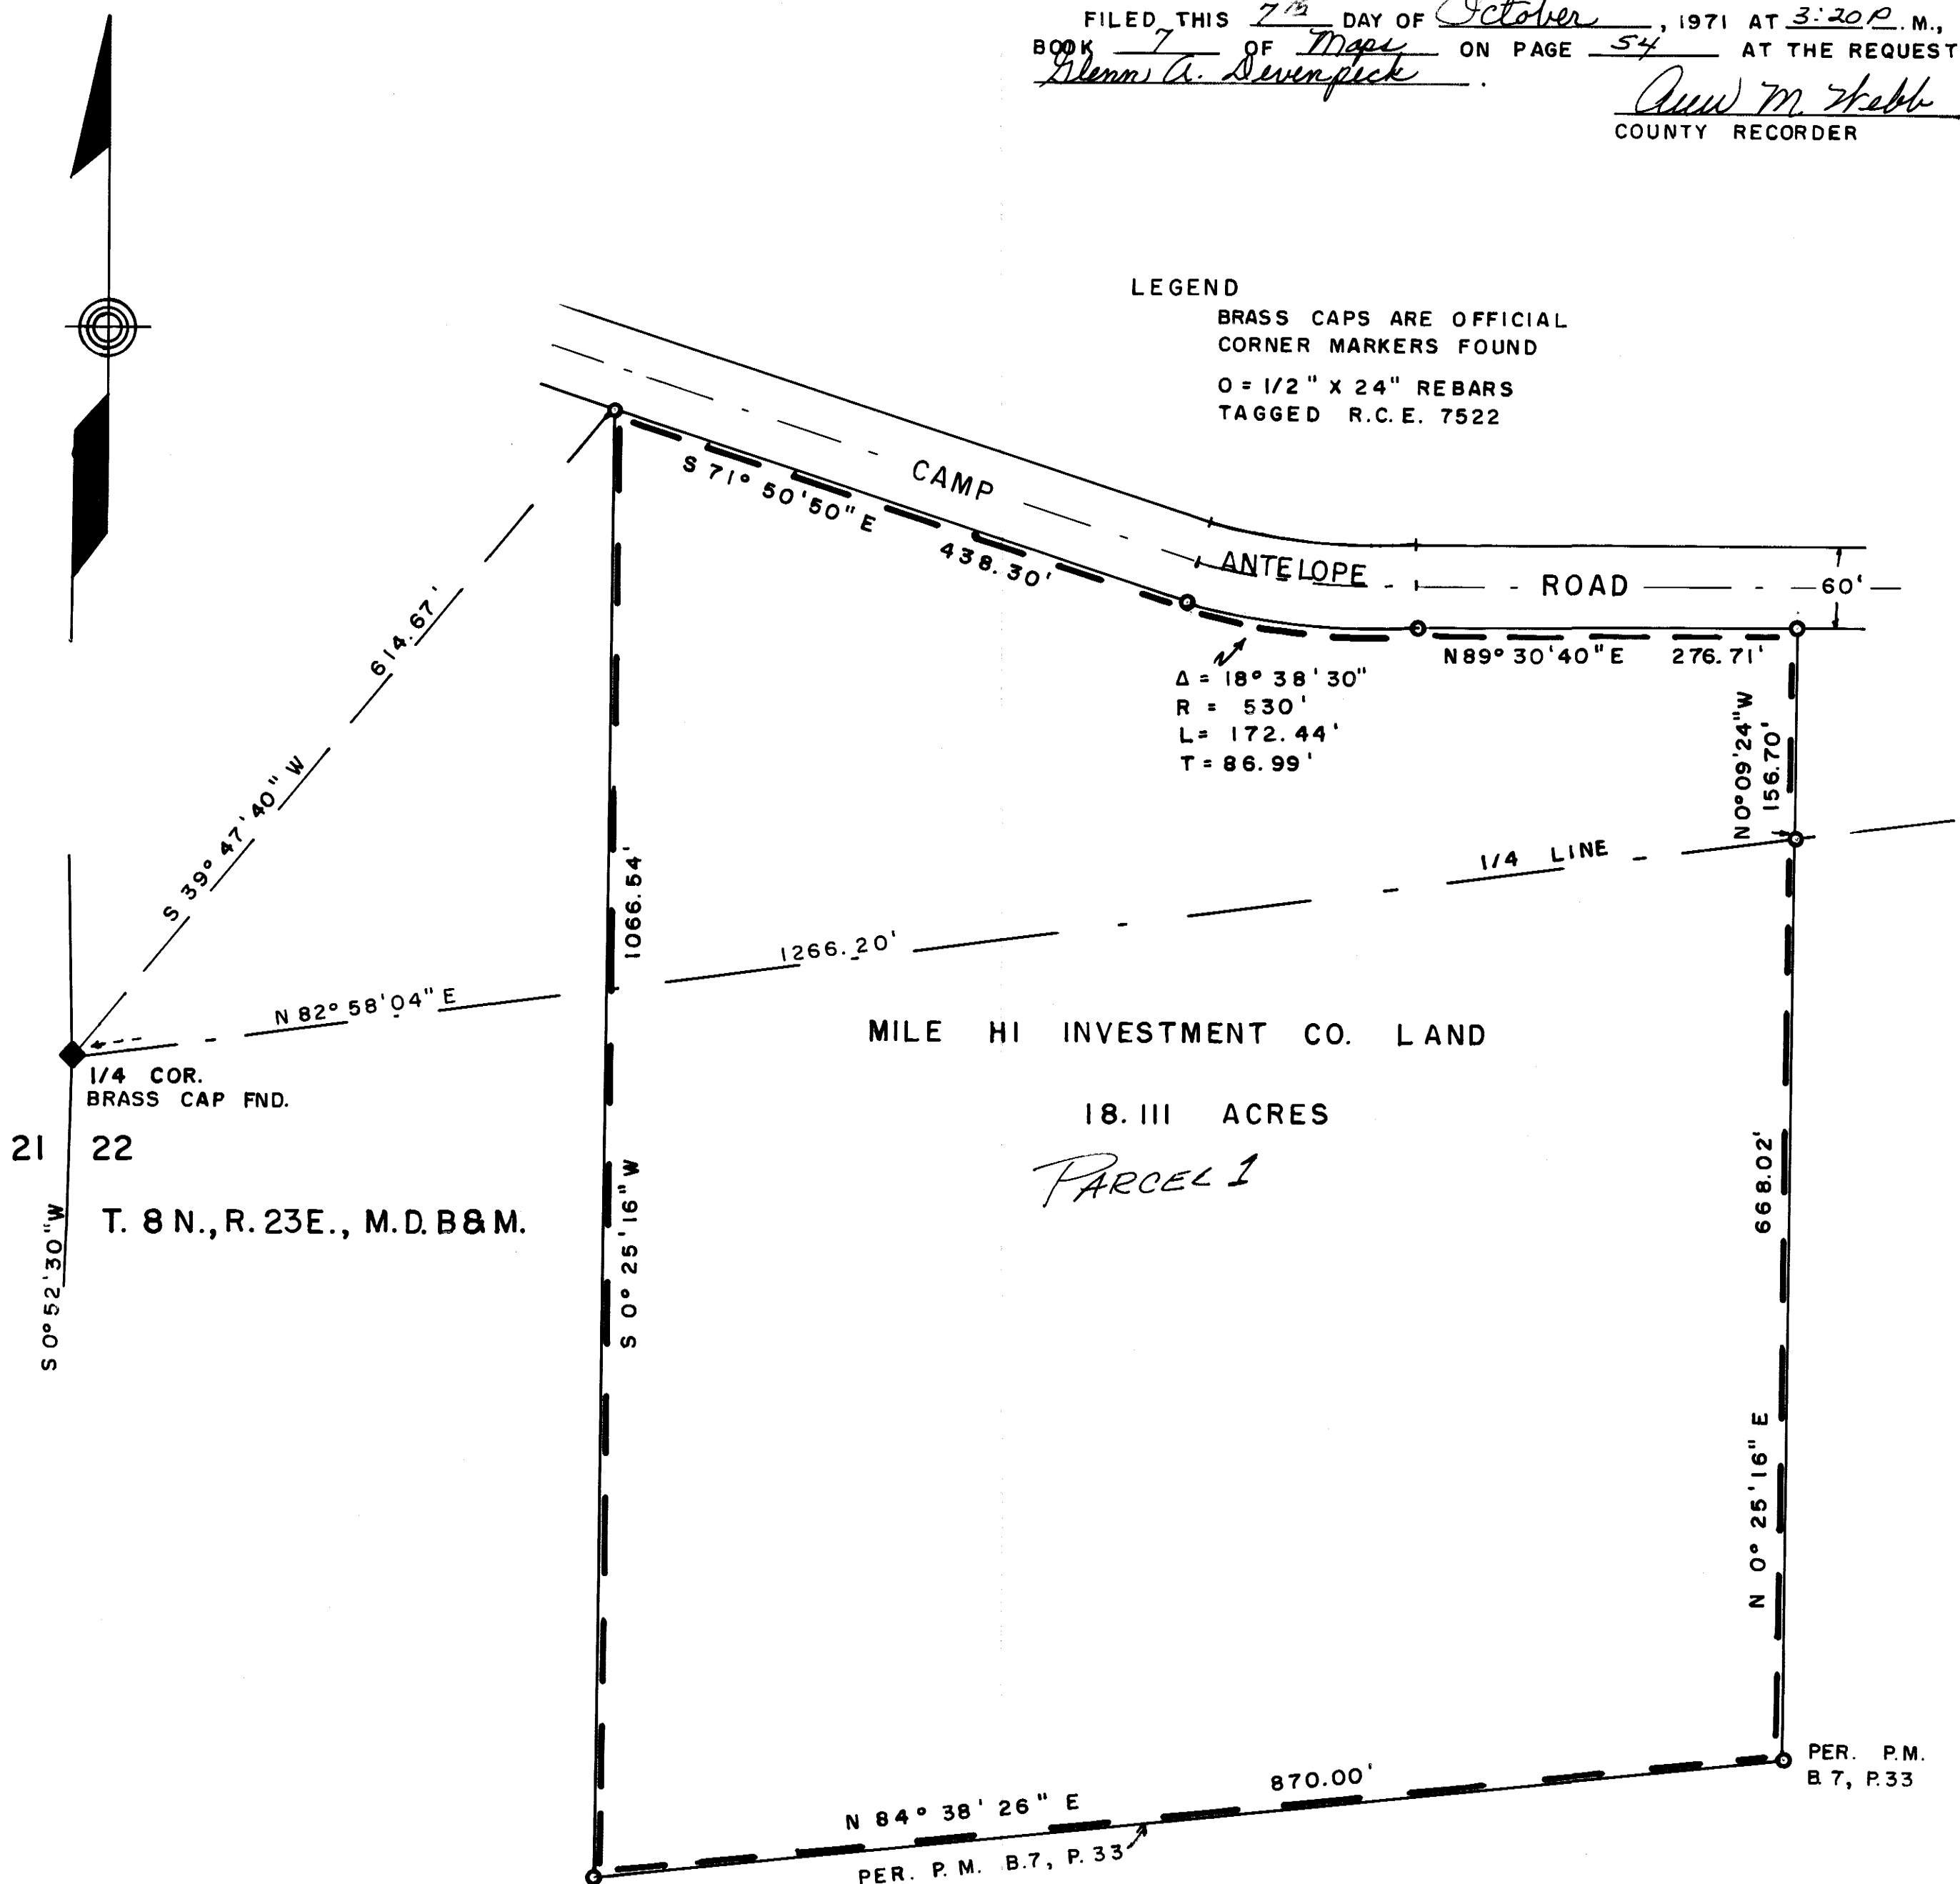 FILED THIS 7th DAY OF October, 1971 AT 3:20 P.M.,
BOOK 7 OF Maps ON PAGE 54 AT THE REQUEST
Glenn A. Devenpeck.
Ann M. Webb
COUNTY RECORDER
LEGEND
BRASS CAPS ARE OFFICIAL
CORNER MARKERS FOUND
O = 1/2" X 24" REBARS
TAGGED R.C.E. 7522
CAMP
ANTELOPE
ROAD
60'
S 71° 50' 50" E
438.30'
N 89° 30' 40" E 276.71'
Δ = 18° 38' 30"
R = 530'
L = 172.44'
T = 86.99'
N 0° 09' 24" W
156.70'
614.67'
S 39° 47' 40" W
1/4 LINE
1066.54'
1266.20'
N 82° 58' 04" E
MILE HI INVESTMENT CO. LAND
18.111 ACRES
PARCEL 1
1/4 COR.
BRASS CAP FND.
21 22
T. 8 N., R. 23E., M.D.B&M.
S 0° 52' 30" W
S 0° 25' 16" W
668.02'
N 0° 25' 16" E
N 84° 38' 26" E
870.00'
PER. P.M. B.7, P. 33
PER. P.M.
B. 7, P. 33